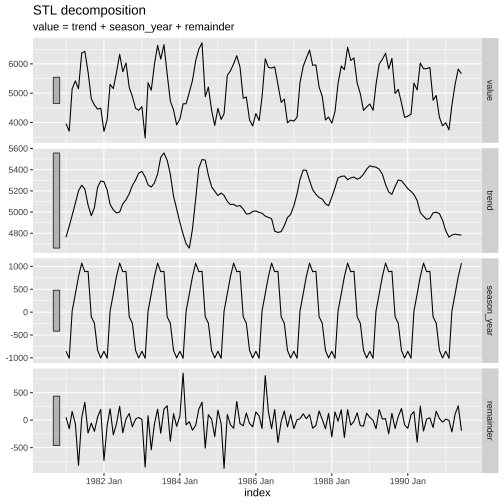 STL decomposition
value = trend + season_year + remainder
6000
5000
4000
value
5600
5400
5200
5000
4800
trend
1000
500
0
-500
-1000
season_year
500
0
-500
remainder
1982 Jan 1984 Jan 1986 Jan 1988 Jan 1990 Jan
index